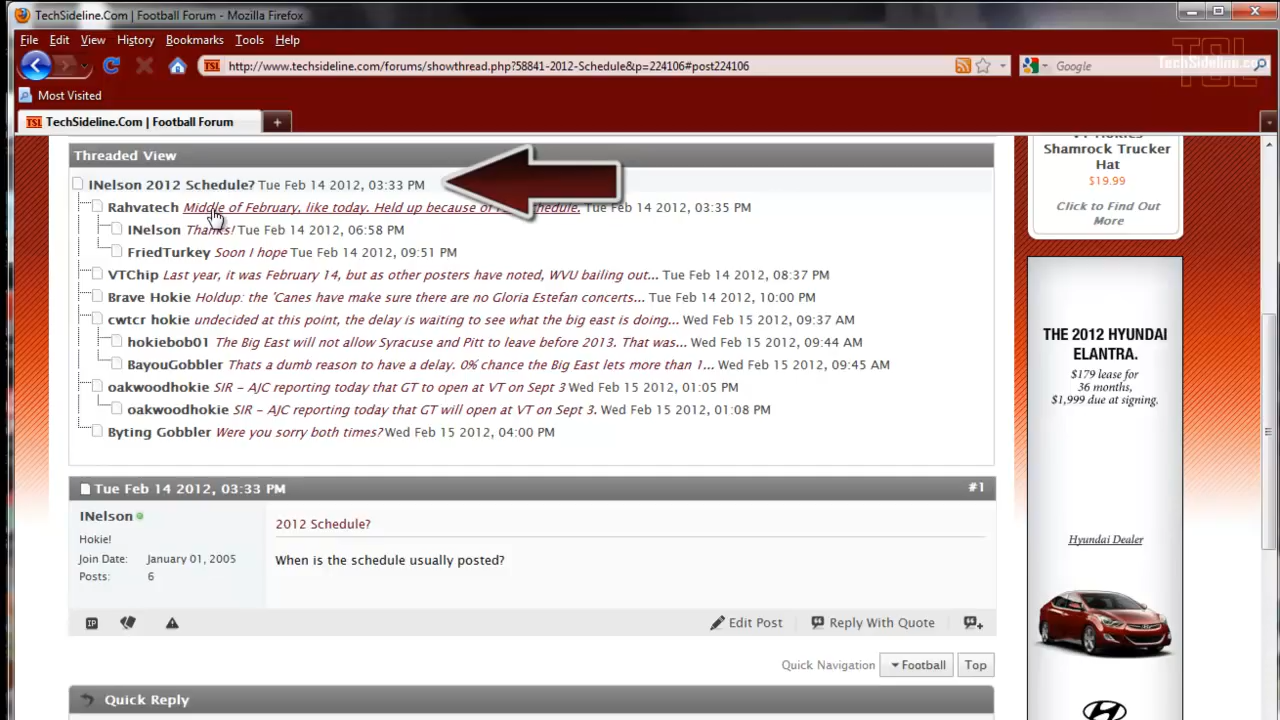 TechSideline.Com | Football Forum - Mozilla Firefox
File Edit View History Bookmarks Tools Help
TSL
TSL http://www.techsideline.com/forums/showthread.php?58841-2012-Schedule&p=224106#post224106
Google
TechSideline.co
Most Visited
TSL TechSideline.Com | Football Forum +
Threaded View
INelson 2012 Schedule? Tue Feb 14 2012, 03:33 PM
Rahvatech Middle of February, like today. Held up because of schedule. Tue Feb 14 2012, 03:35 PM
INelson Thanks! Tue Feb 14 2012, 06:58 PM
FriedTurkey Soon I hope Tue Feb 14 2012, 09:51 PM
VTChip Last year, it was February 14, but as other posters have noted, WVU bailing out... Tue Feb 14 2012, 08:37 PM
Brave Hokie Holdup: the 'Canes have make sure there are no Gloria Estefan concerts... Tue Feb 14 2012, 10:00 PM
cwtcr hokie undecided at this point, the delay is waiting to see what the big east is doing... Wed Feb 15 2012, 09:37 AM
hokiebob01 The Big East will not allow Syracuse and Pitt to leave before 2013. That was... Wed Feb 15 2012, 09:44 AM
BayouGobbler Thats a dumb reason to have a delay. 0% chance the Big East lets more than 1... Wed Feb 15 2012, 09:45 AM
oakwoodhokie SIR - AJC reporting today that GT to open at VT on Sept 3 Wed Feb 15 2012, 01:05 PM
oakwoodhokie SIR - AJC reporting today that GT will open at VT on Sept 3. Wed Feb 15 2012, 01:08 PM
Byting Gobbler Were you sorry both times? Wed Feb 15 2012, 04:00 PM
Tue Feb 14 2012, 03:33 PM #1
INelson
Hokie!
Join Date: January 01, 2005
Posts: 6
2012 Schedule?
When is the schedule usually posted?
IP
Edit Post Reply With Quote
Quick Navigation Football Top
Quick Reply
VT Hokies
Shamrock Trucker
Hat
$19.99
Click to Find Out
More
THE 2012 HYUNDAI
ELANTRA.
$179 lease for
36 months,
$1,999 due at signing.
Hyundai Dealer